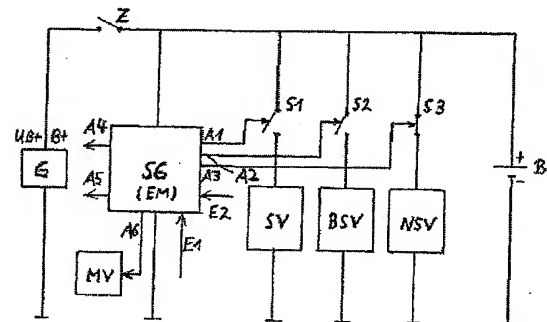 Z
S1
S2
S3
UB+ B+
A4
A1
G
SG
(EM)
A3
A2
A5
E2
A6
E1
MV
SV
BSV
NSV
+
-
B